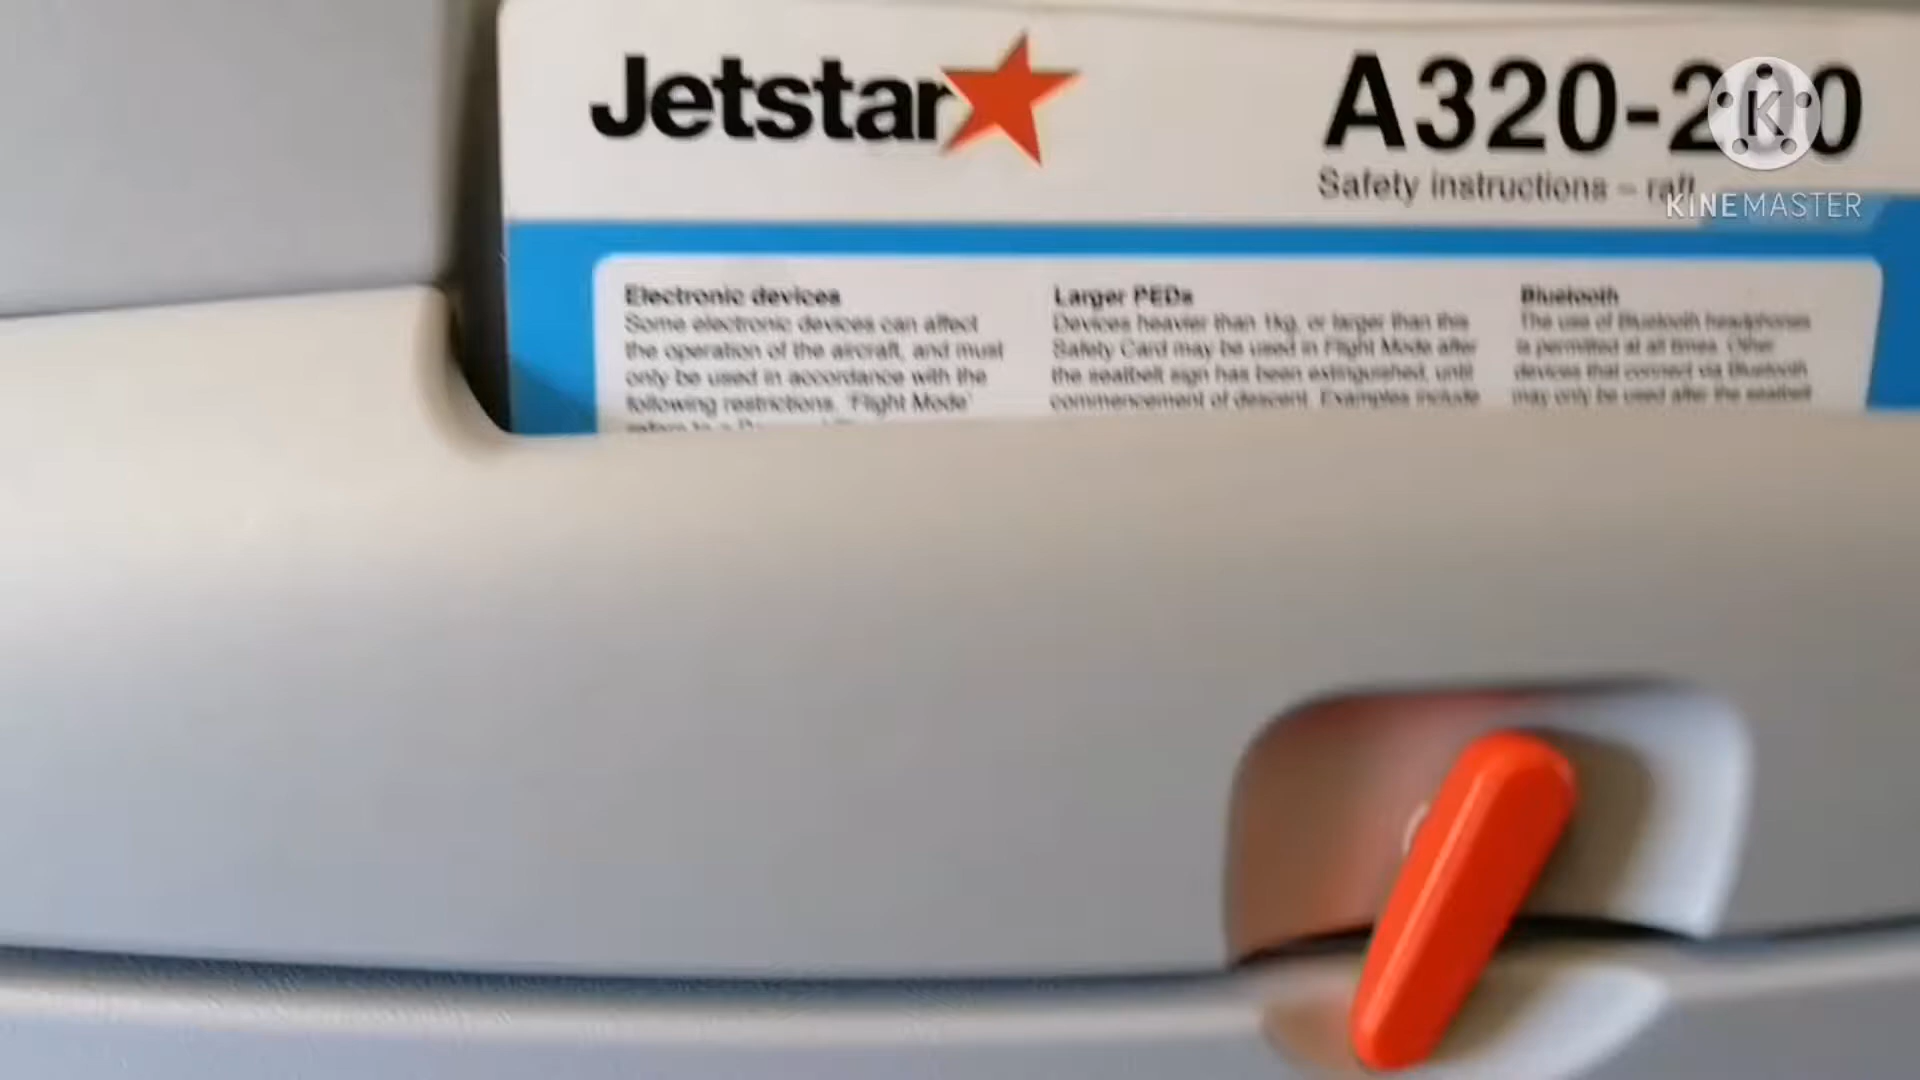 Jetstar
A320-200
Safety instructions – raft
K
KINEMASTER
Electronic devices
Some electronic devices can affect
the operation of the aircraft, and must
only be used in accordance with the
following restrictions. 'Flight Mode'
Larger PEDs
Devices heavier than 1kg, or larger than this
Safety Card may be used in Flight Mode after
the seatbelt sign has been extinguished, until
commencement of descent. Examples include
Bluetooth
The use of Bluetooth headphones
is permitted at all times. Other
devices that connect via Bluetooth
may only be used after the seatbelt